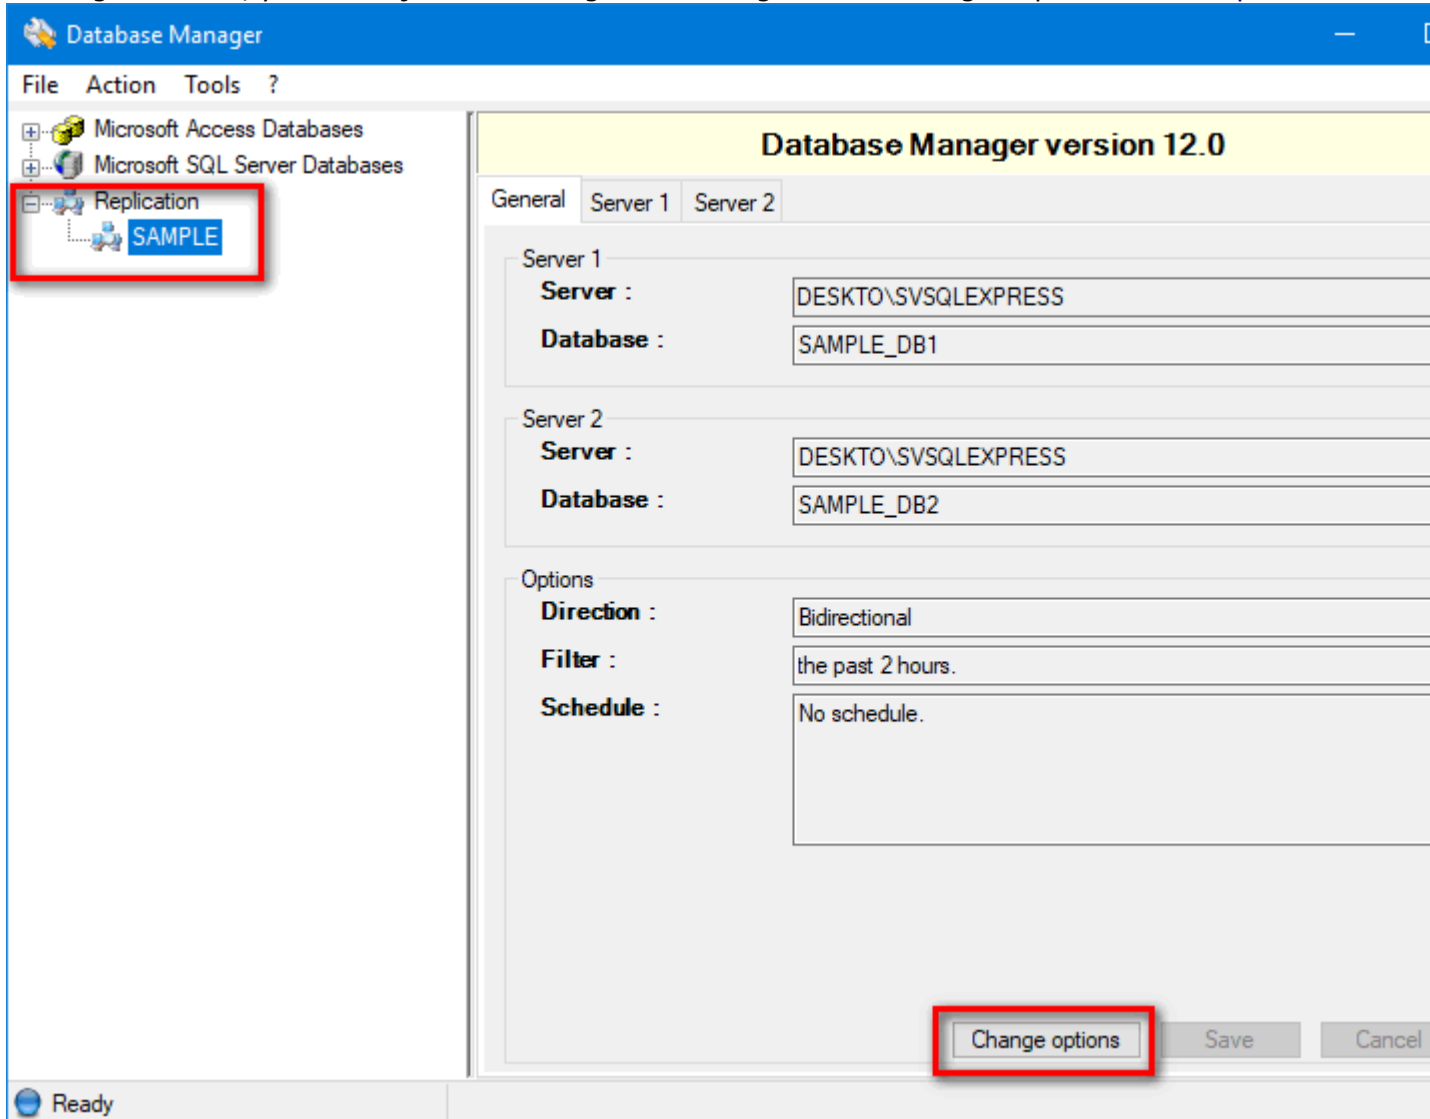 Database Manager
File Action Tools ?
Microsoft Access Databases
Microsoft SQL Server Databases
Replication
SAMPLE
Database Manager version 12.0
General Server 1 Server 2
Server 1
Server :
DESKTO\SVSQLEXPRESS
Database :
SAMPLE_DB1
Server 2
Server :
DESKTO\SVSQLEXPRESS
Database :
SAMPLE_DB2
Options
Direction :
Bidirectional
Filter :
the past 2 hours.
Schedule :
No schedule.
Change options Save Cancel
Ready